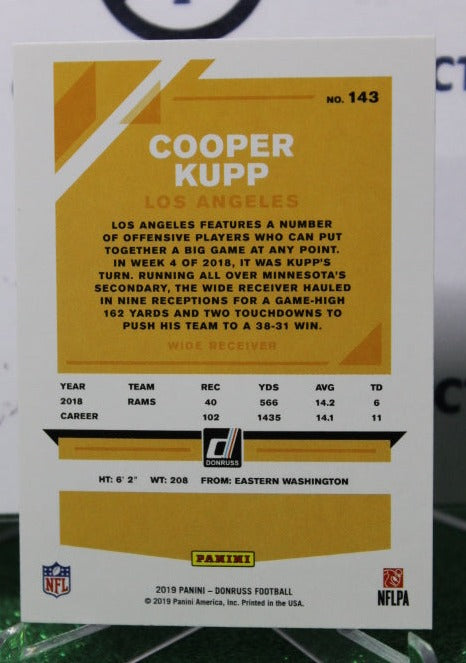 NO. 143
COOPER
KUPP
LOS ANGELES
LOS ANGELES FEATURES A NUMBER
OF OFFENSIVE PLAYERS WHO CAN PUT
TOGETHER A BIG GAME AT ANY POINT.
IN WEEK 4 OF 2018, IT WAS KUPP'S
TURN. RUNNING ALL OVER MINNESOTA'S
SECONDARY, THE WIDE RECEIVER HAULED
IN NINE RECEPTIONS FOR A GAME-HIGH
162 YARDS AND TWO TOUCHDOWNS TO
PUSH HIS TEAM TO A 38-31 WIN.
WIDE RECEIVER
YEAR TEAM REC YDS AVG TD
2018 RAMS 40 566 14.2 6
CAREER 102 1435 14.1 11
d
DONRUSS
HT: 6' 2" WT: 208 FROM: EASTERN WASHINGTON
PANINI
NFL
NFLPA
2019 PANINI – DONRUSS FOOTBALL
© 2019 Panini America, Inc. Printed in the USA.